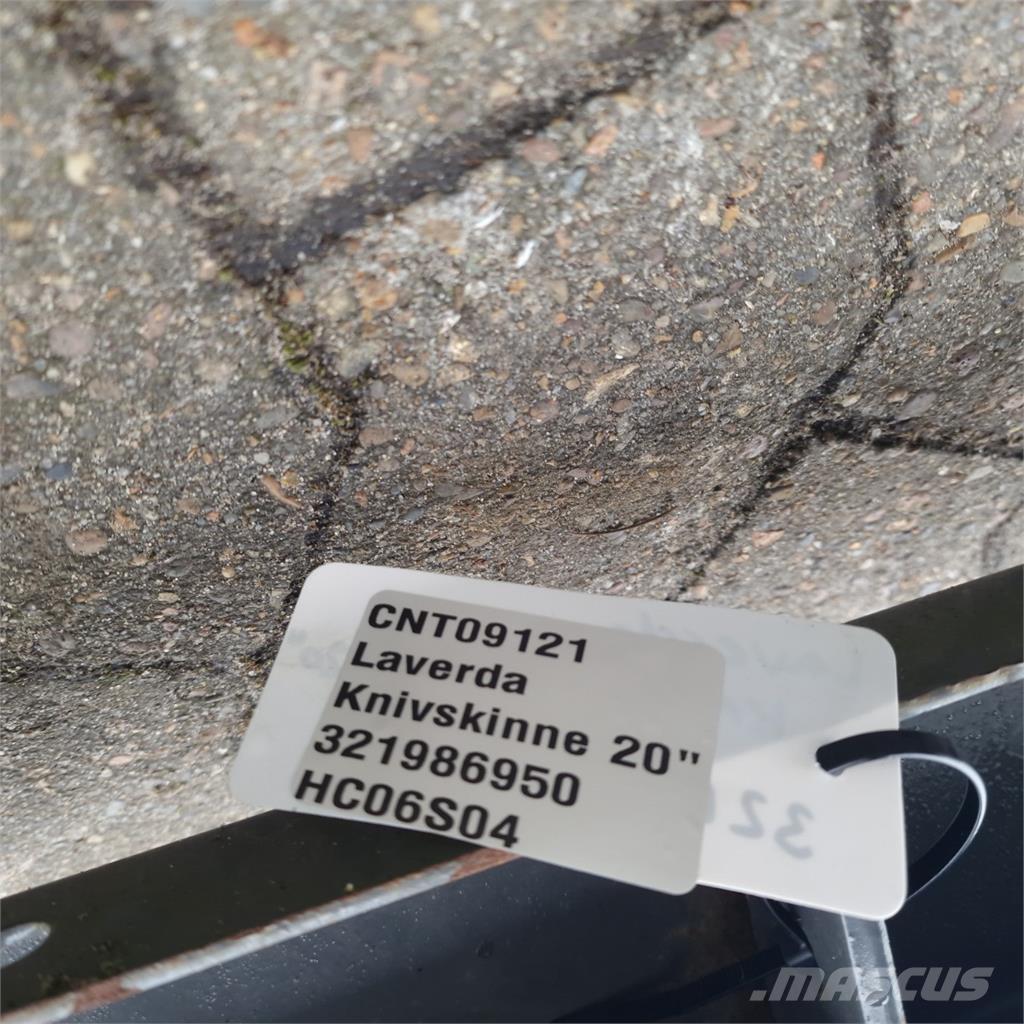 CNT09121
Laverda
Knivskinne 20"
321986950
HC06S04
MASCUS